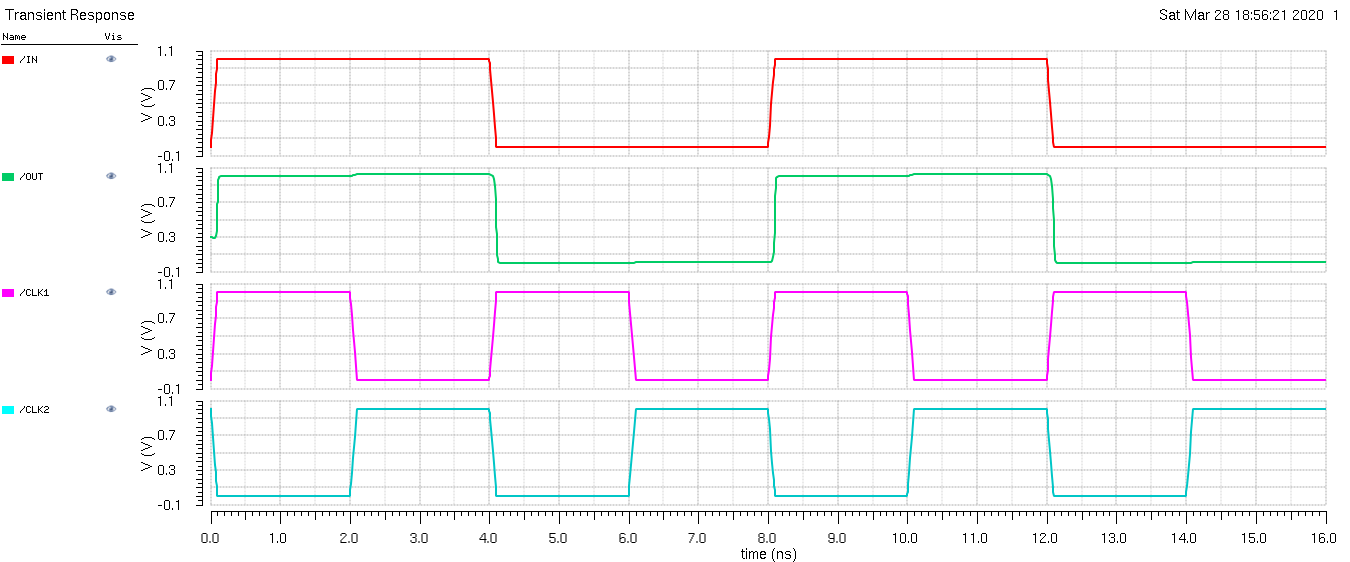 Transient Response
Sat Mar 28 18:56:21 2020 1
Name Vis
/IN
V (V)
1.1
0.7
0.3
-0.1
/OUT
V (V)
1.1
0.7
0.3
-0.1
/CLK1
V (V)
1.1
0.7
0.3
-0.1
/CLK2
V (V)
1.1
0.7
0.3
-0.1
0.0 1.0 2.0 3.0 4.0 5.0 6.0 7.0 8.0 9.0 10.0 11.0 12.0 13.0 14.0 15.0 16.0
time (ns)